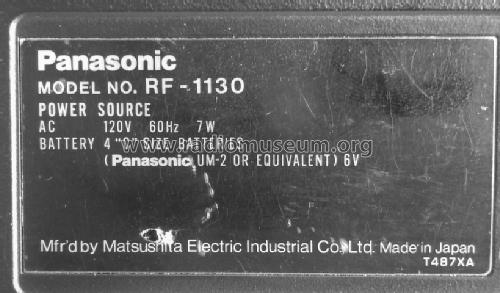 Panasonic
MODEL NO. RF-1130
POWER SOURCE
AC 120V 60Hz 7W
BATTERY 4 "C" SIZE BATTERIES
(Panasonic UM-2 OR EQUIVALENT) 6V
www.radiomuseum.org
Mfr'd by Matsushita Electric Industrial Co., Ltd. Made in Japan
T487XA